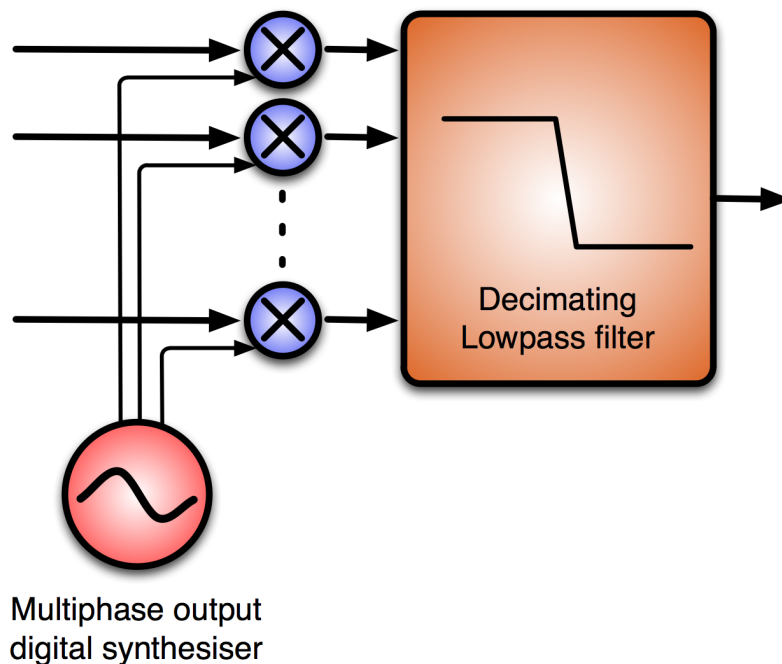 Decimating
Lowpass filter
Multiphase output
digital synthesiser